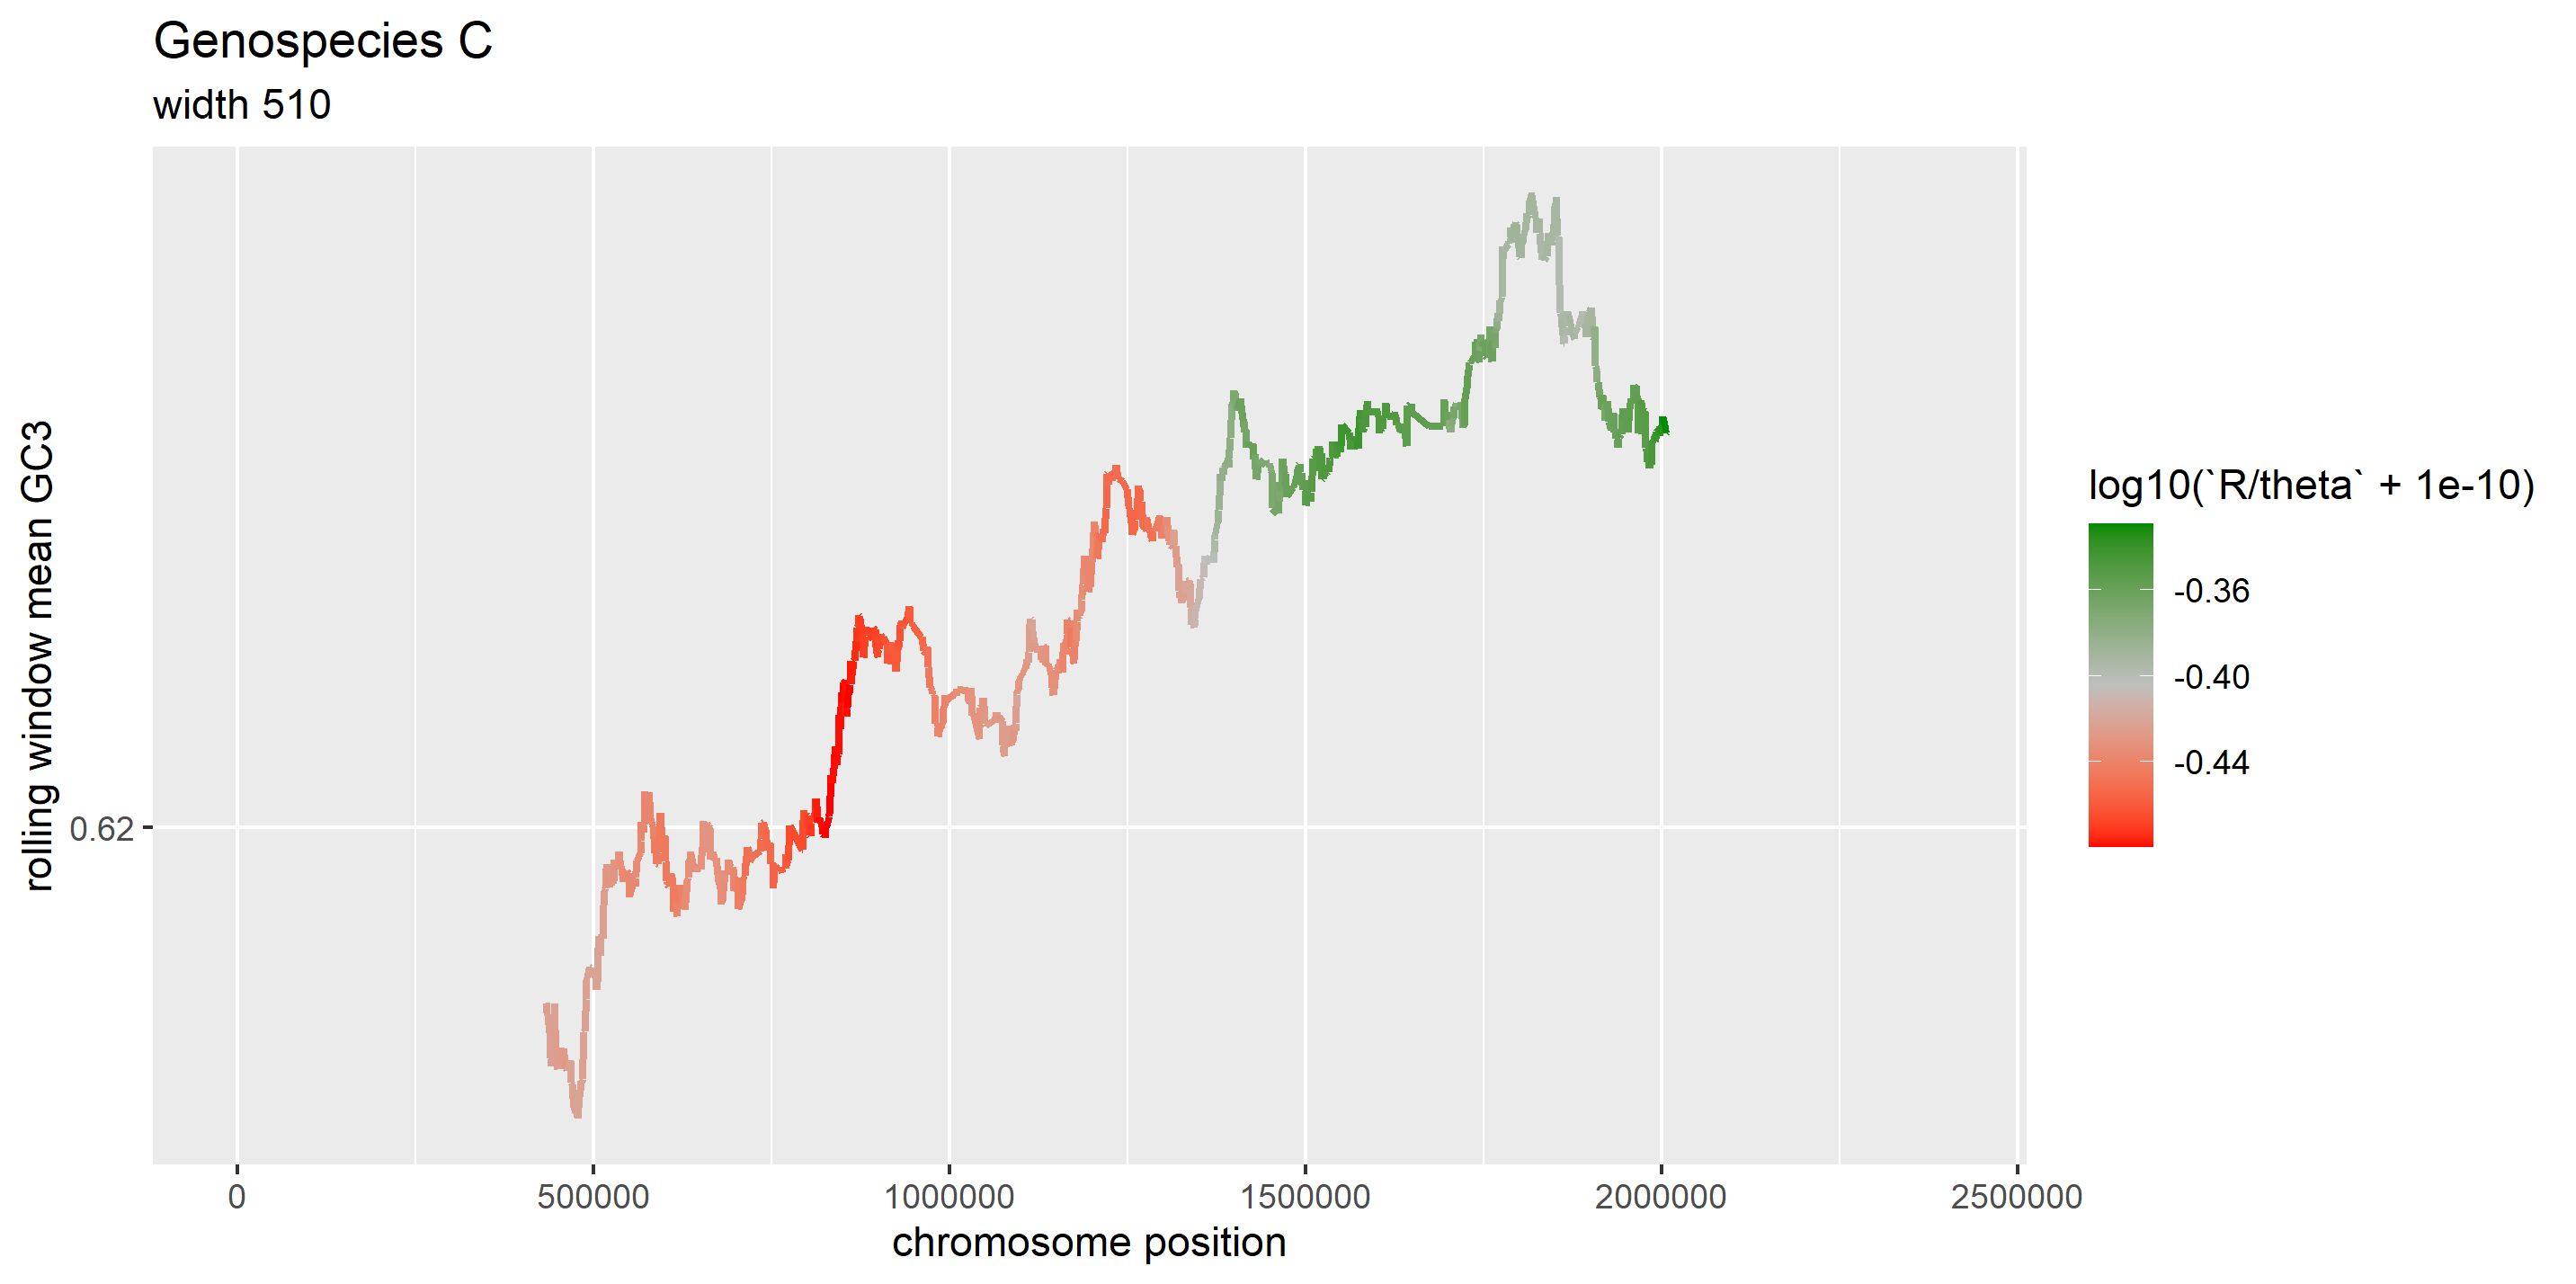 Genospecies C
width 510
rolling window mean GC3
0.62
0 500000 1000000 1500000 2000000 2500000
chromosome position
log10(`R/theta` + 1e-10)
-0.36
-0.40
-0.44